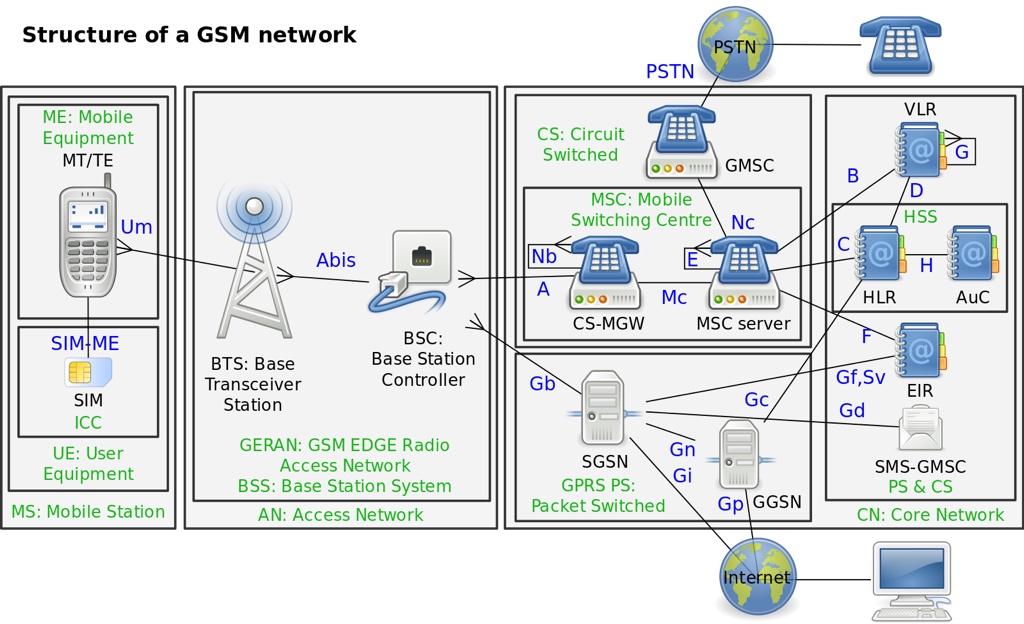 Structure of a GSM network
PSTN
PSTN
ME: Mobile
Equipment
MT/TE
Um
SIM-ME
SIM
ICC
UE: User
Equipment
MS: Mobile Station
Abis
BTS: Base
Transceiver
Station
BSC:
Base Station
Controller
GERAN: GSM EDGE Radio
Access Network
BSS: Base Station System
AN: Access Network
CS: Circuit
Switched
GMSC
MSC: Mobile
Switching Centre
Nc
Nb
E
A
Mc
CS-MGW
MSC server
VLR
G
B
D
HSS
C
H
HLR
AuC
F
Gf,Sv
EIR
Gb
Gc
Gd
SGSN
Gn
Gi
GPRS PS:
Packet Switched
Gp
GGSN
SMS-GMSC
PS & CS
CN: Core Network
Internet